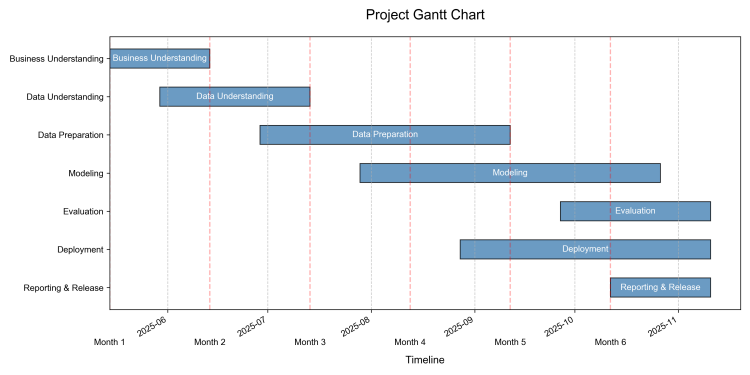 Project Gantt Chart
Business Understanding
Business Understanding
Data Understanding
Data Understanding
Data Preparation
Data Preparation
Modeling
Modeling
Evaluation
Evaluation
Deployment
Deployment
Reporting & Release
Reporting & Release
2025-06 2025-07 2025-08 2025-09 2025-10 2025-11
Month 1 Month 2 Month 3 Month 4 Month 5 Month 6
Timeline